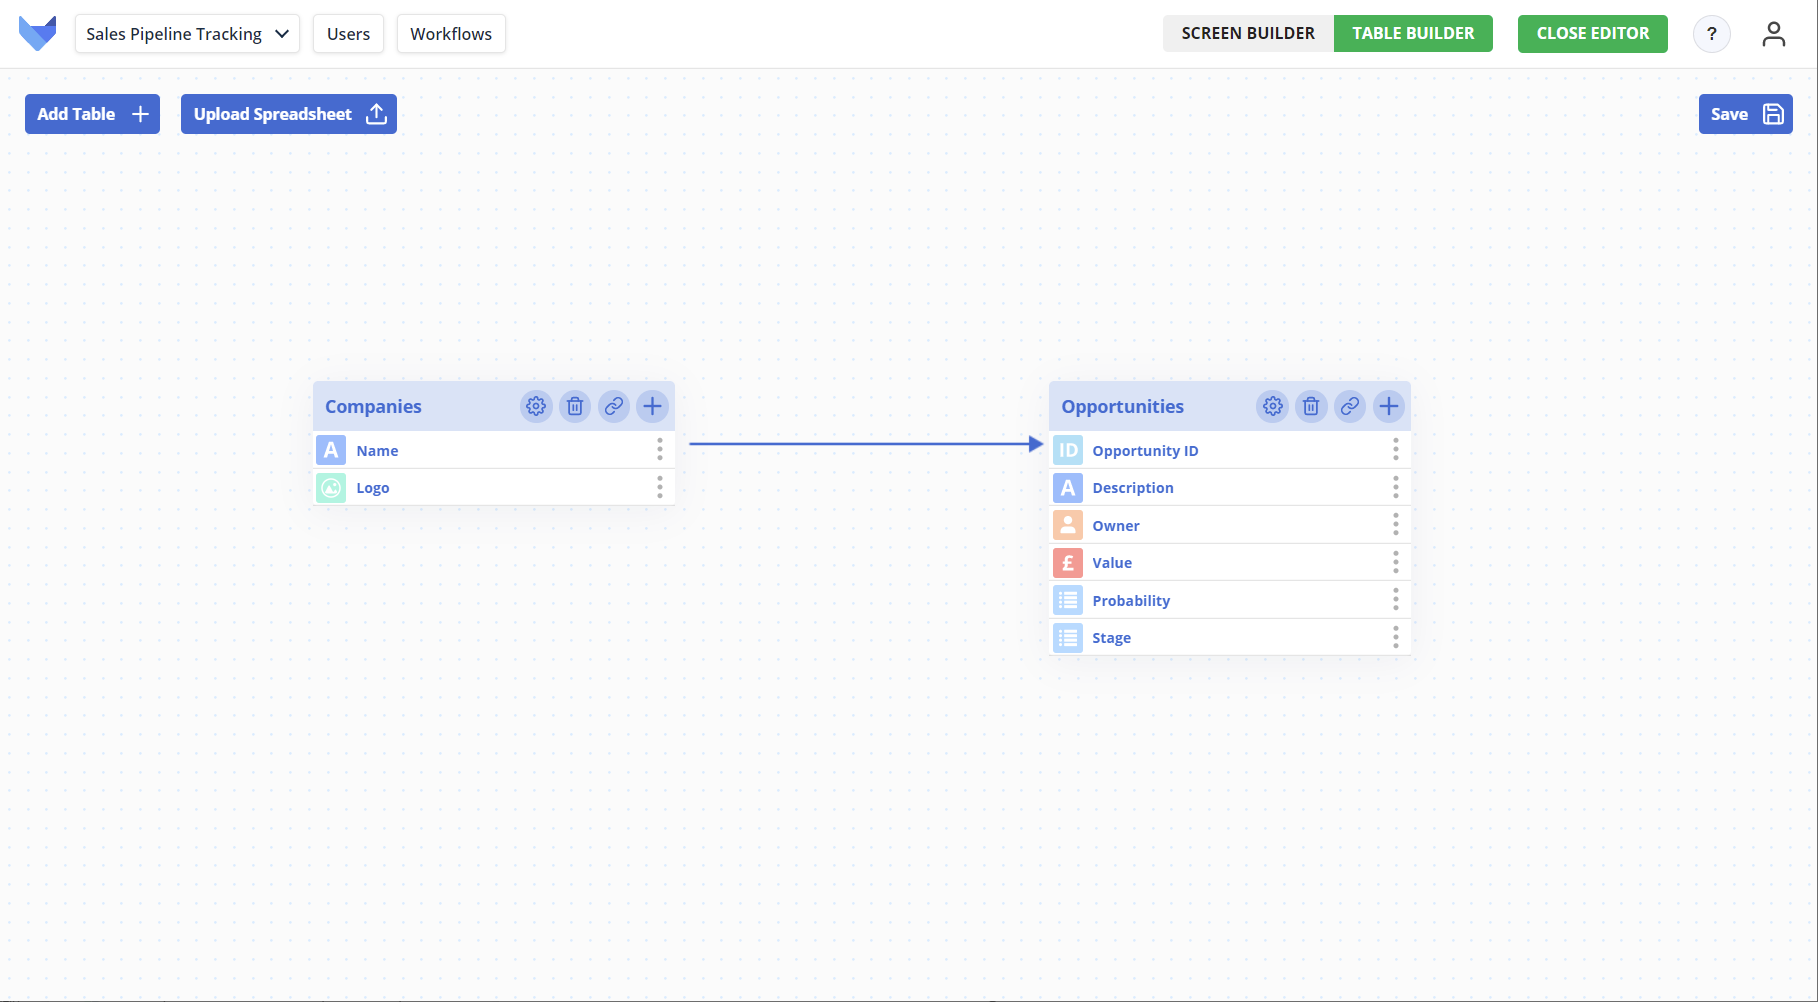 Sales Pipeline Tracking
Users
Workflows
SCREEN BUILDER
TABLE BUILDER
CLOSE EDITOR
?
Add Table
Upload Spreadsheet
Save
Companies
A Name
Logo
Opportunities
ID Opportunity ID
A Description
Owner
£ Value
Probability
Stage